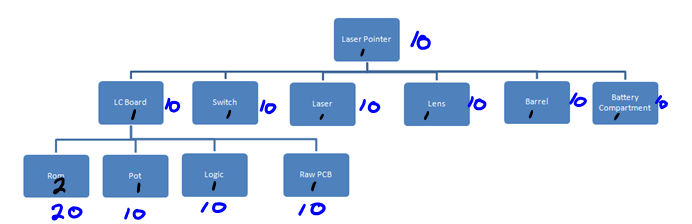 Laser Pointer
1
10
LC Board
1
10
Switch
1
10
Laser
1
10
Lens
1
10
Barrel
1
10
Battery
Compartment
1
10
Rom
2
20
Pot
1
10
Logic
1
10
Raw PCB
1
10